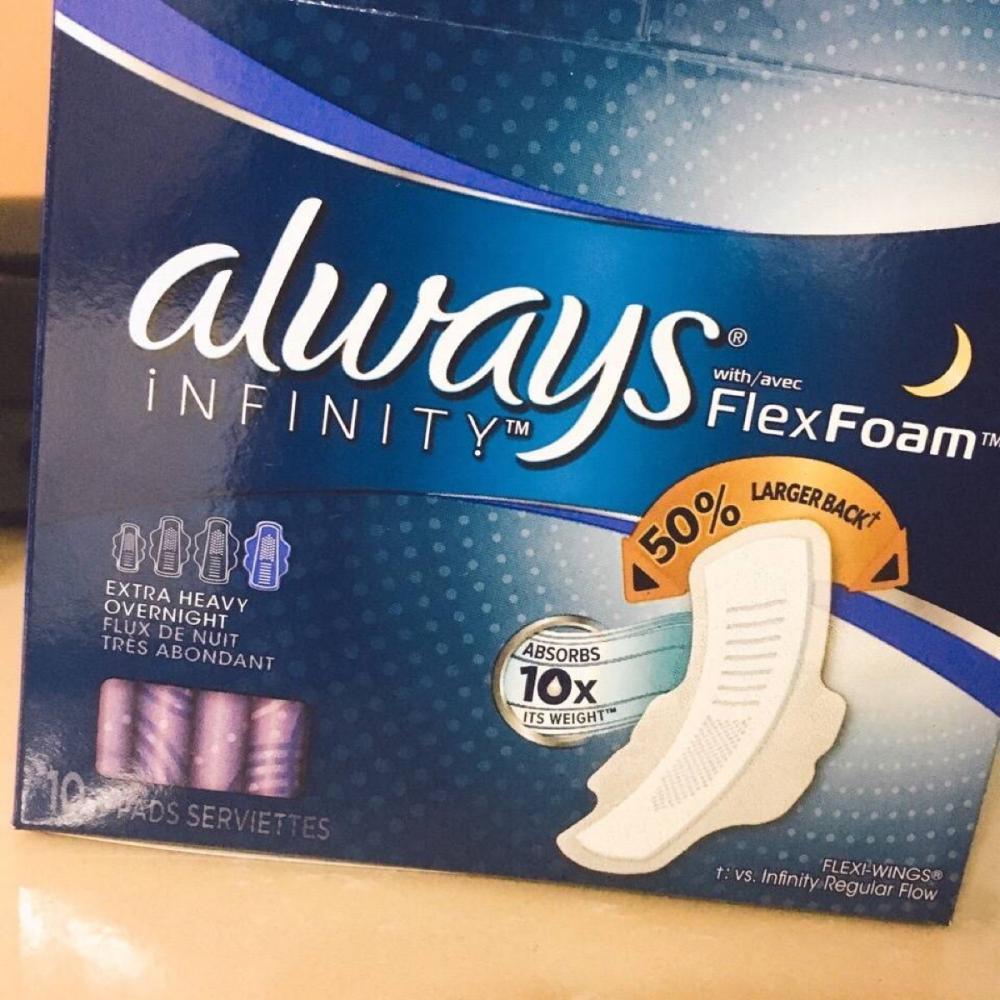 always®
iNFINITY™
with/avec
FlexFoam™
50% LARGER BACK†
EXTRA HEAVY
OVERNIGHT
FLUX DE NUIT
TRÈS ABONDANT
ABSORBS
10x
ITS WEIGHT™
10 PADS SERVIETTES
FLEXI-WINGS®
†: vs. Infinity Regular Flow